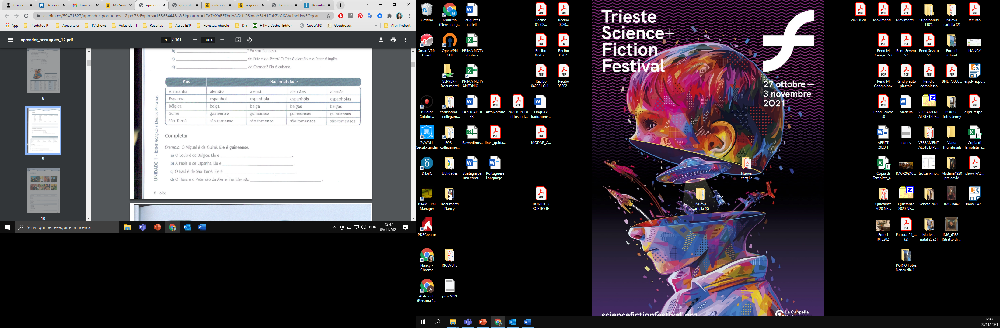 Corso: 0
De onde
Caixa de
Ms.Nanc
aprende
gramatic
aulas_de
segunda
Gramati
Downlo
e.edim.co/59471627/aprender_portugues_12.pdf?&Expires=1636544481&Signature=
App
Produtos PT
Apicultura
TV shows
Aulas de PT
Receitas
Aulas ESP
Revistas, ebooks
DIY
HTML Codes, Editor...
CoGeAPS
Goodreads
»
Altri Preferiti
aprender_portugues_12.pdf
9 / 161
100%
8
9
10
b) ? Eu sou francesa.
c) do Fritz e do Peter? O Fritz é alemão e o Peter é inglês.
d) da Carmen? Ela é cubana.
País Nacionalidade
Alemanha alemão alemã alemães alemãs
Espanha espanhol espanhola espanhóis espanholas
Bélgica belga belga belgas belgas
Guiné guineense guineense guineenses guineenses
São Tomé são-tomense são-tomense são-tomenses são-tomenses
Completar
Exemplo: O Miguel é da Guiné. Ele é guineense.
a) O Louis é da Bélgica. Ele é .
b) A Paola é de Espanha. Ela é .
c) O Raul é de São Tomé. Ele é .
d) O Hans e o Peter são da Alemanha. Eles são .
UNIDADE 1 - IDENTIFICAÇÃO E DADOS PESSOAIS
8 • oito
Scrivi qui per eseguire la ricerca
POR
12:47
09/11/2021
Cestino
Maurizio
(New energ...
etiquetas
cartelle
Recibo
05202...
Recibo
0920...
Smart VPN
Client
OpenVPN
GUI
PRIMA NOTA
ilhofisco
Recibo
07202...
Recibo
06202...
SERVER -
Documenti
PRIMA NOTA
ANTONIO ...
Recibo
042021 Gui...
Recibo
08202...
B.Point
Solutio...
corrispond...
- collegam...
FAZER ALSTE
SRL
AttoNotorio
20211019_La
sottoscritt...
Lingua e
Traduzione ...
ZyWALL
SecuExtender
EOS -
collegame...
Ravvedime...
linee_guida...
MODAP_C...
DikeIC
Utilidades
Strategie per
una comu...
Portuguese
Language...
Bit4id - PKI
Manager
Documenti
Nancy
BONIFICO
SOFTBYTE
PDFCreator
Nancy -
Chrome
RICEVUTE
Alste s.r.l.
(Persona 1...
pass VPN
Trieste
Science+
Fiction
Festival
27 ottobre —
3 novembre
2021
Nuova
cartella
Nuova
cartella (3)
sciencefictionfestival.org
La Cappella
Underground
20211020_...
Movimenti...
Movimenti...
Superbonus
110%
Nuova
cartella (2)
recurso
Rend M
Cengio 2-3
Rend Severo
52
Rend Severo
54
Foto di
iCloud
NANCY
Rend M
Cengio box
Rend p auto
piazzale
Rendic
complesso
BNL_73000...
espd-respo...
Rend Severo
50
Madeira
VERSAMENTI
ALSTE DIPE...
PORTO -
fotos Jenny
espd-respo...
AFFITTI
2020.1
nancy
VERSAMENTI
ALSTE DIPE...
Viana
Thumbnails
Copia di
Template_a...
Copia di
Template_a...
IMG-20210...
trotten-mo...
Madeira1920
pre covid
show_PAS...
Quietanze
2020 NE...
Quietanze
2020 NE...
Veneza 2021
IMG_6442
show_PAS...
Foto 1
10102021
Fattura-24_...
(2)
Madeira
natal 20a21
IMG_6582 -
Ritratto di ...
PORTO Fotos
Nancy dia 1...
12:47
09/11/2021